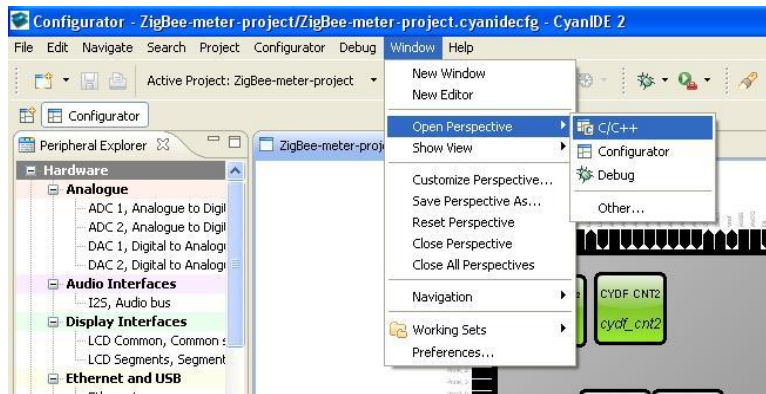 Configurator - ZigBee-meter-project/ZigBee-meter-project.cyanidecfg - CyanIDE 2
File Edit Navigate Search Project Configurator Debug Window Help
Active Project: ZigBee-meter-project
Configurator
Peripheral Explorer
ZigBee-meter-proj
Hardware
Analogue
ADC 1, Analogue to Digit
ADC 2, Analogue to Digit
DAC 1, Digital to Analog
DAC 2, Digital to Analog
Audio Interfaces
I2S, Audio bus
Display Interfaces
LCD Common, Common s
LCD Segments, Segment
Ethernet and USB
New Window
New Editor
Open Perspective
Show View
Customize Perspective...
Save Perspective As...
Reset Perspective
Close Perspective
Close All Perspectives
Navigation
Working Sets
Preferences...
C/C++
Configurator
Debug
Other...
CYDF CNT2
cydf_cnt2